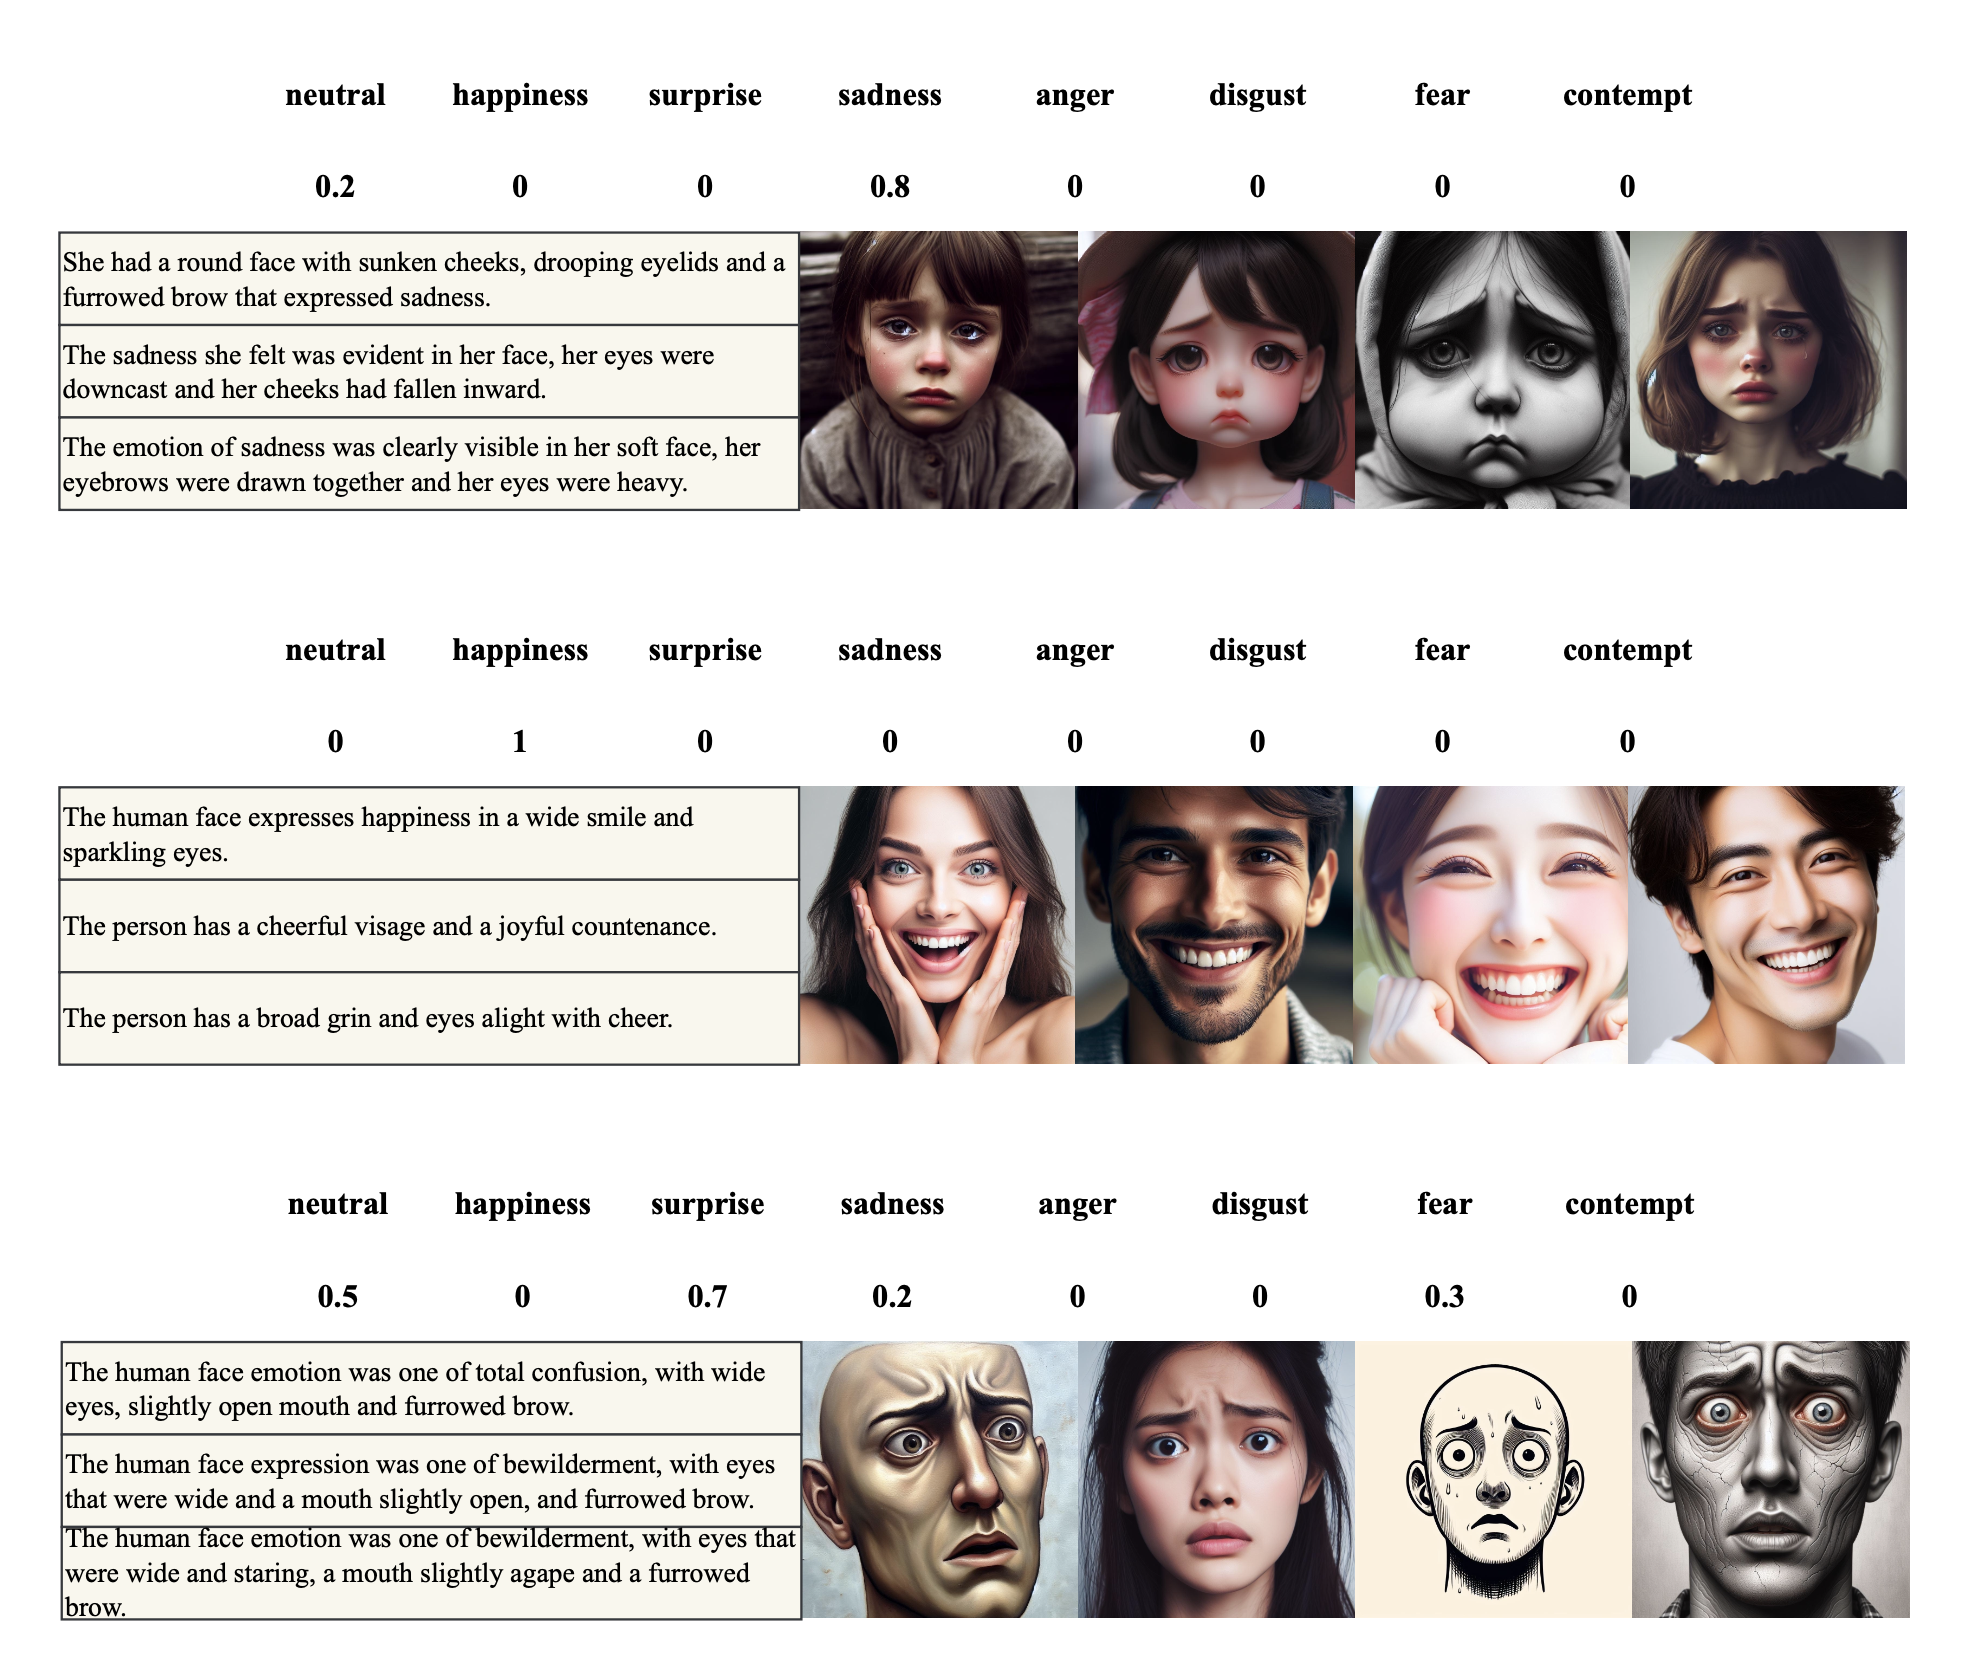 neutral happiness surprise sadness anger disgust fear contempt
0.2 0 0 0.8 0 0 0 0
She had a round face with sunken cheeks, drooping eyelids and a
furrowed brow that expressed sadness.
The sadness she felt was evident in her face, her eyes were
downcast and her cheeks had fallen inward.
The emotion of sadness was clearly visible in her soft face, her
eyebrows were drawn together and her eyes were heavy.
neutral happiness surprise sadness anger disgust fear contempt
0 1 0 0 0 0 0 0
The human face expresses happiness in a wide smile and
sparkling eyes.
The person has a cheerful visage and a joyful countenance.
The person has a broad grin and eyes alight with cheer.
neutral happiness surprise sadness anger disgust fear contempt
0.5 0 0.7 0.2 0 0 0.3 0
The human face emotion was one of total confusion, with wide
eyes, slightly open mouth and furrowed brow.
The human face expression was one of bewilderment, with eyes
that were wide and a mouth slightly open, and furrowed brow.
The human face emotion was one of bewilderment, with eyes that
were wide and staring, a mouth slightly agape and a furrowed
brow.